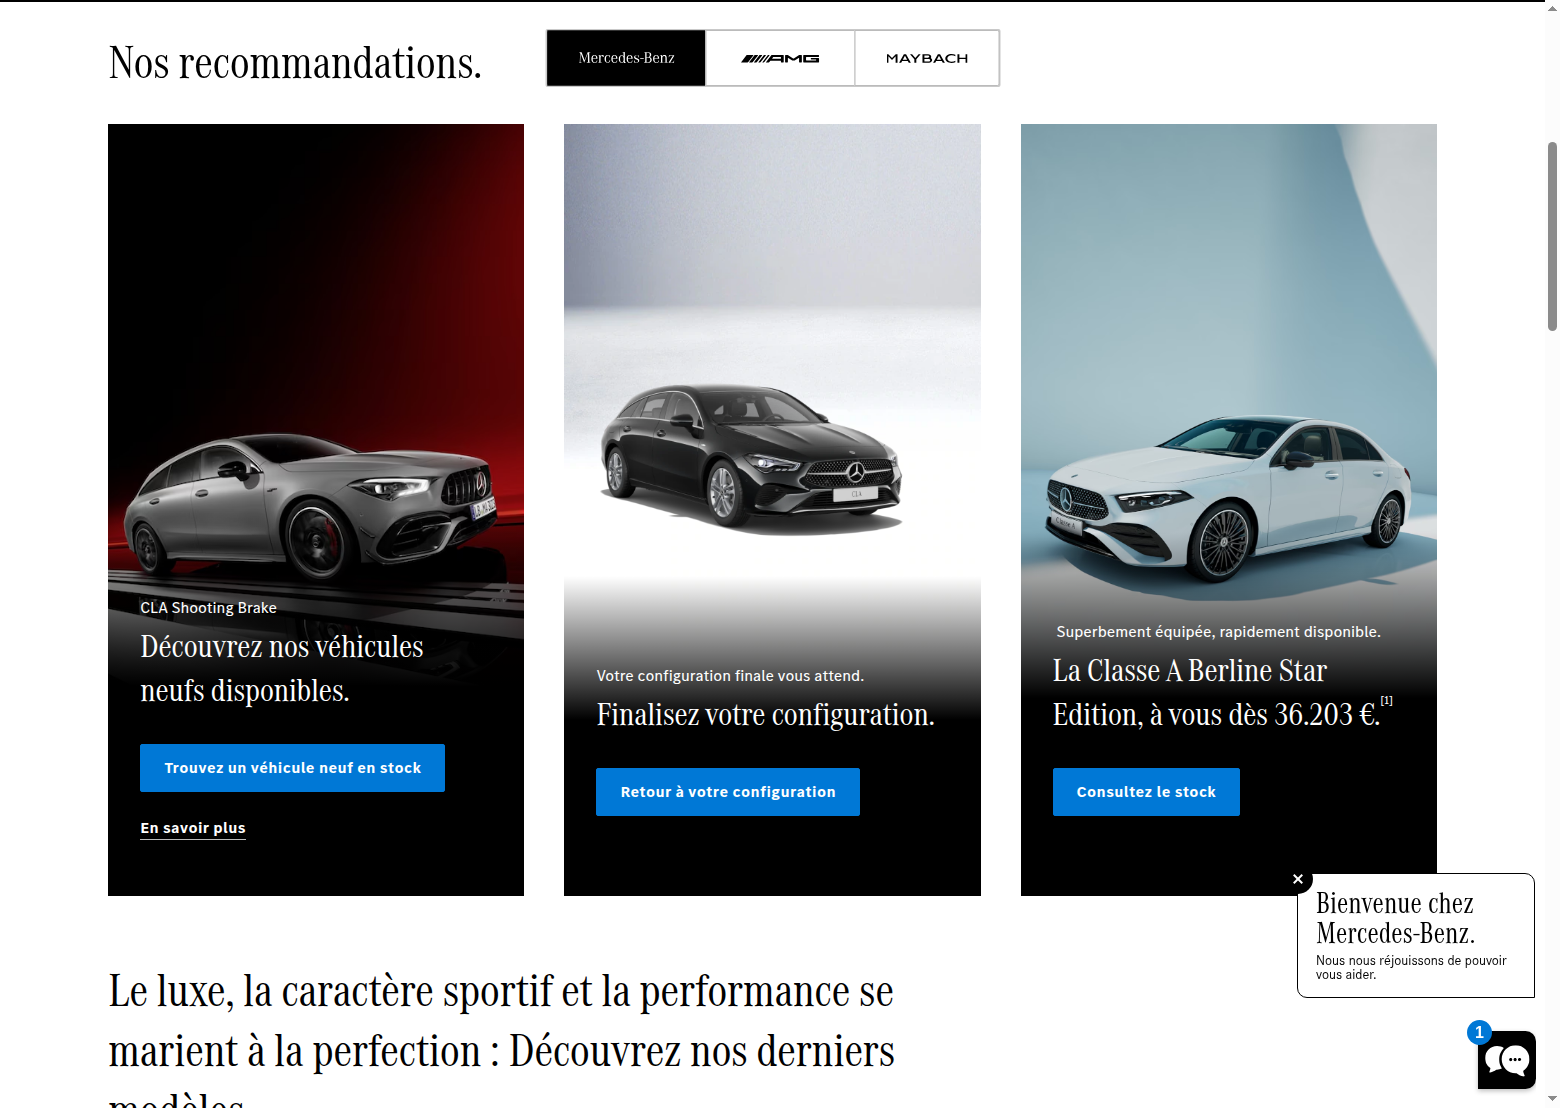 Nos recommandations.
Mercedes-Benz
AMG
MAYBACH
CLA Shooting Brake
Découvrez nos véhicules
neufs disponibles.
Trouvez un véhicule neuf en stock
En savoir plus
CLA
Votre configuration finale vous attend.
Finalisez votre configuration.
Retour à votre configuration
Classe A
Superbement équipée, rapidement disponible.
La Classe A Berline Star
Edition, à vous dès 36.203 €.[1]
Consultez le stock
Bienvenue chez
Mercedes-Benz.
Nous nous réjouissons de pouvoir
vous aider.
1
Le luxe, la caractère sportif et la performance se
marient à la perfection : Découvrez nos derniers
modèles